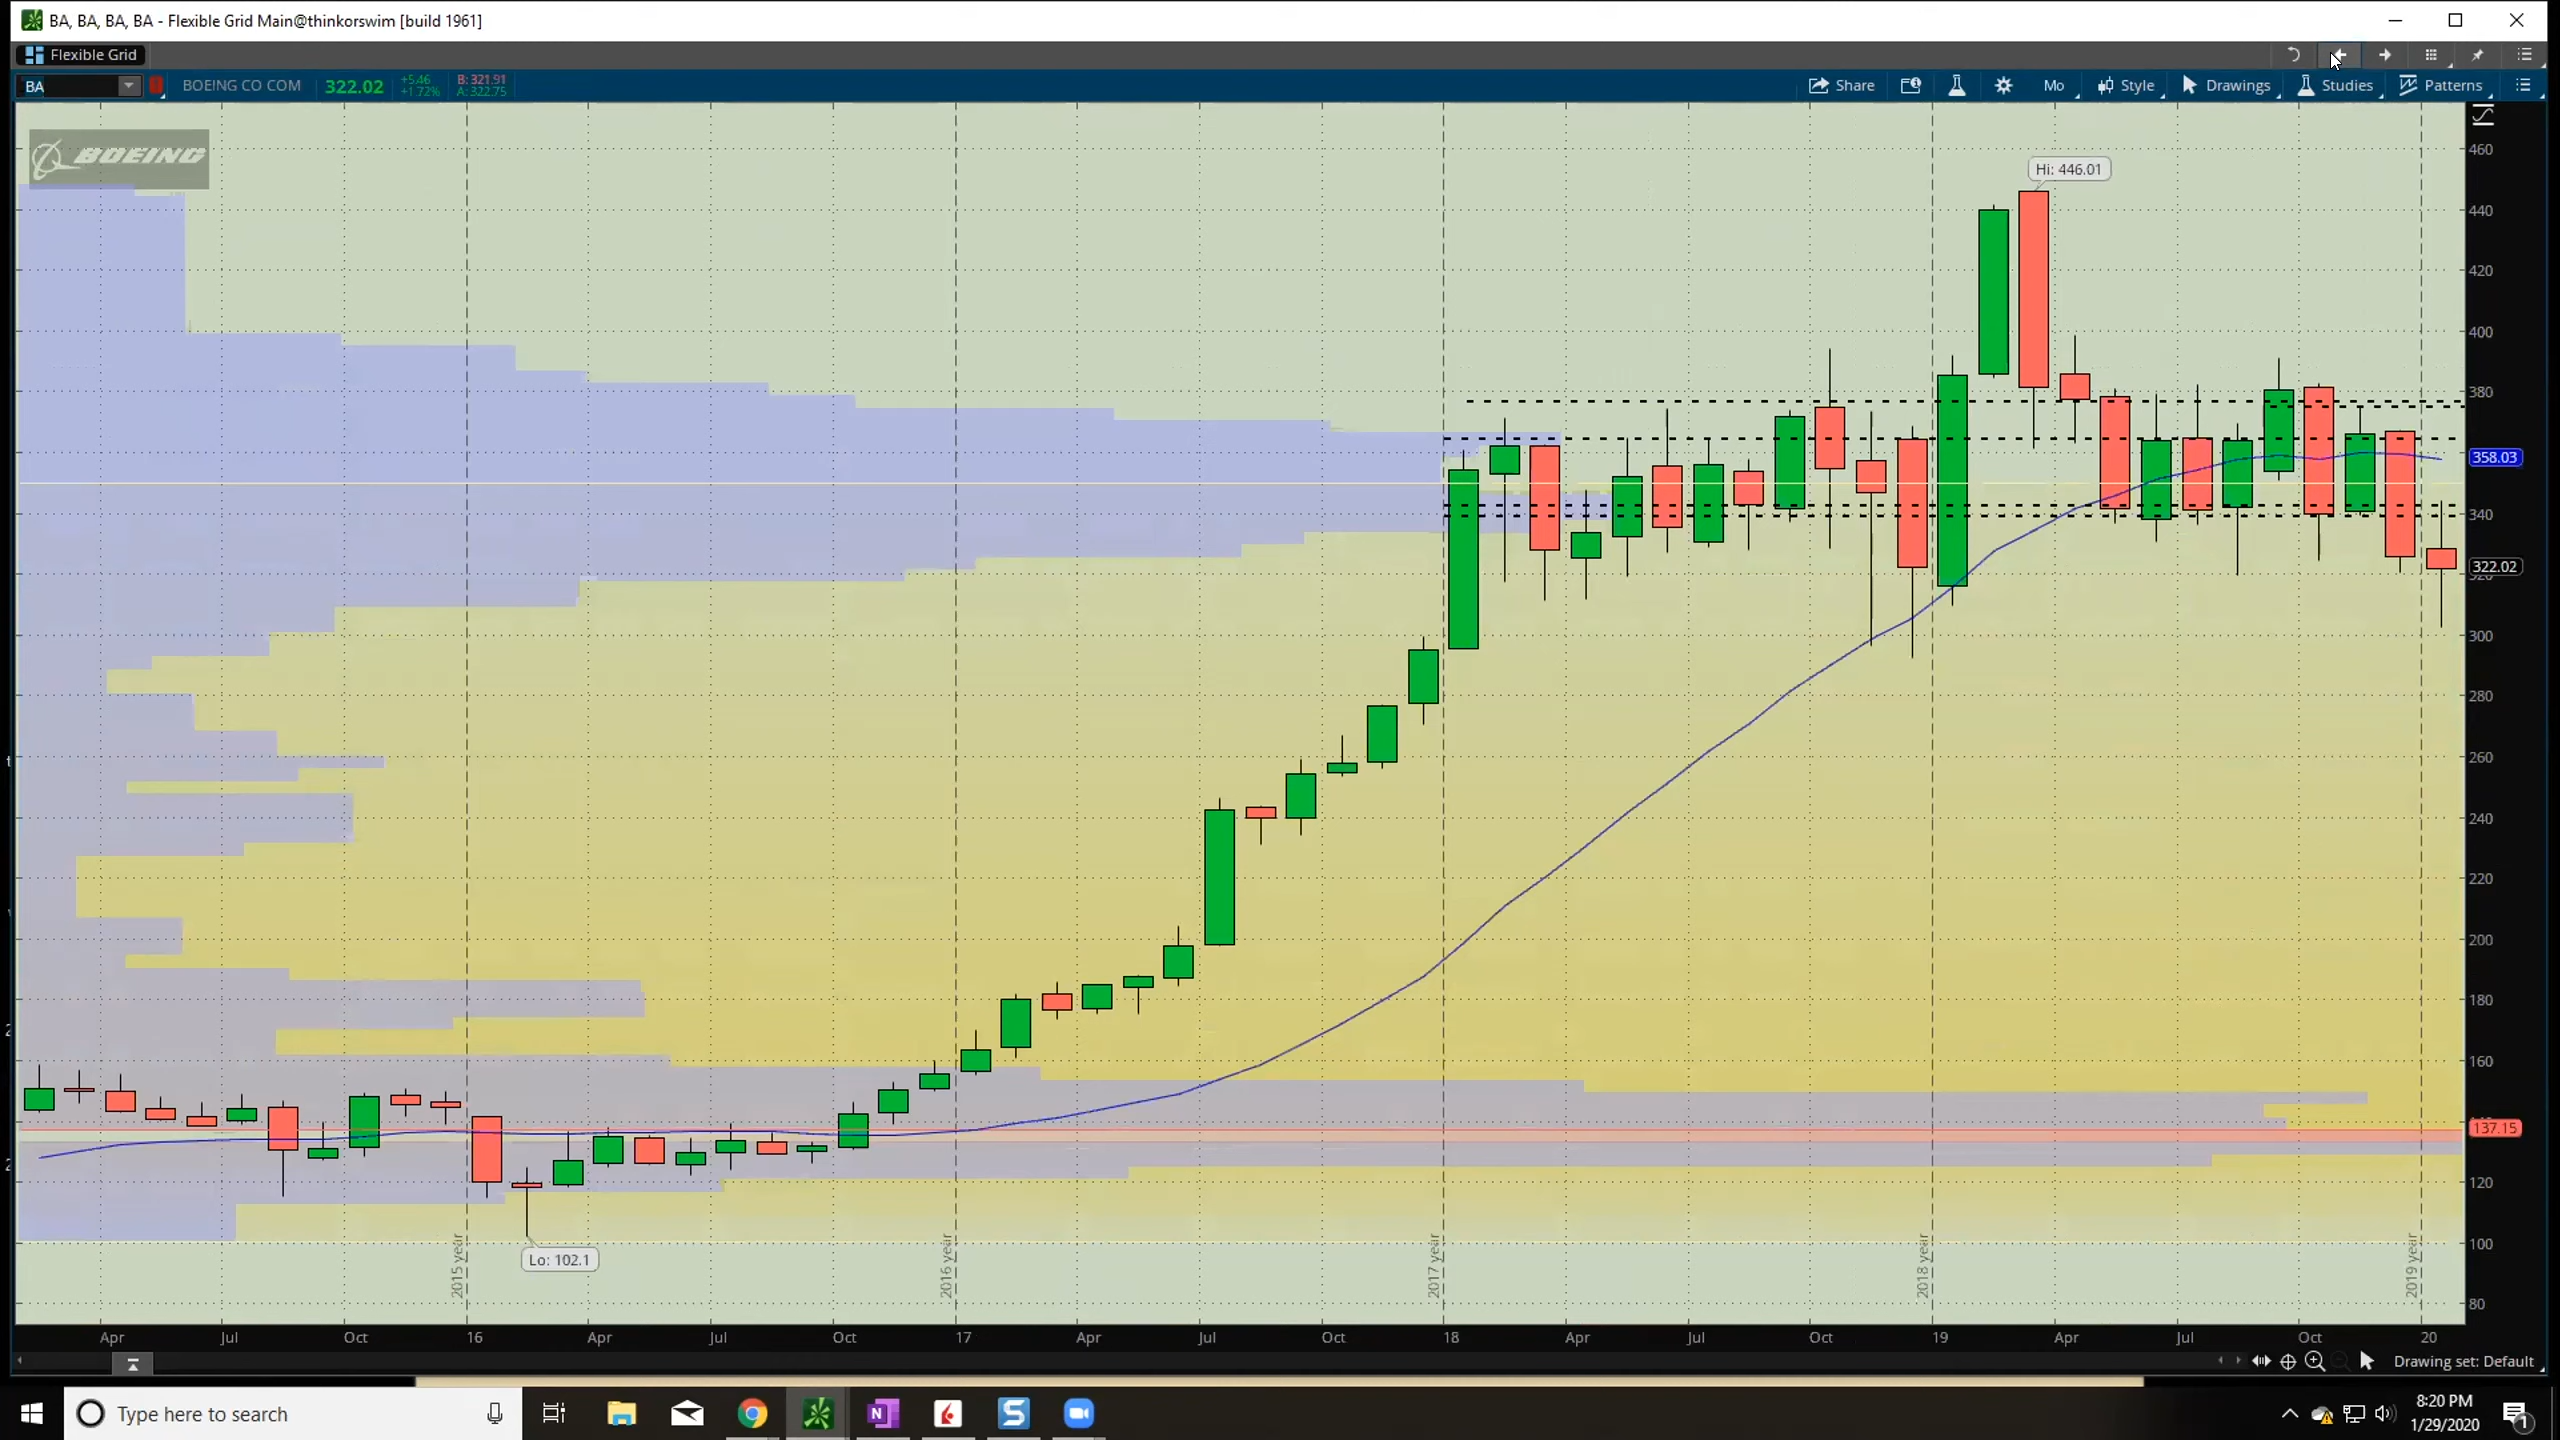 BA, BA, BA, BA - Flexible Grid Main@thinkorswim [build 1961]
Flexible Grid
BA BOEING CO COM 322.02 +5.46 +1.72% B: 321.91 A: 322.75 Share Mo Style Drawings Studies Patterns
BOEING
Hi: 446.01
460
440
420
400
380
358.03
340
322.02
300
280
260
240
220
200
180
160
137.15
120
100
80
Lo: 102.1
2015 year
2016 year
2017 year
2018 year
2019 year
Apr Jul Oct 16 Apr Jul Oct 17 Apr Jul Oct 18 Apr Jul Oct 19 Apr Jul Oct 20
Drawing set: Default
Type here to search
8:20 PM
1/29/2020
1